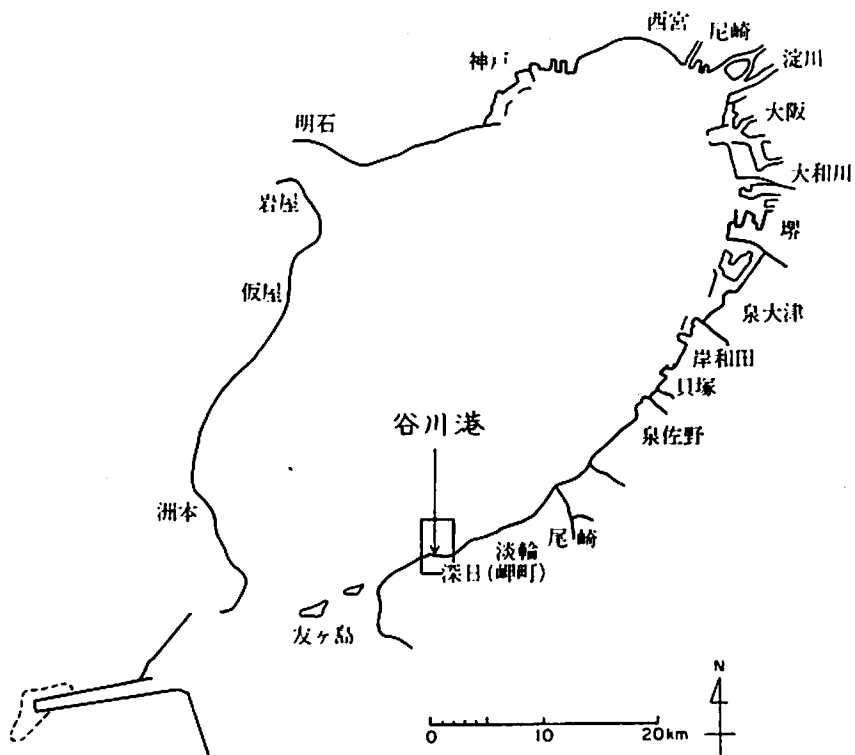 西宮
尼崎
淀川
神戸
大阪
明石
大和川
岩屋
堺
仮屋
泉大津
岸和田
貝塚
谷川港
泉佐野
洲本
尾崎
淡輪
深日(岬町)
友ヶ島
N
0 10 20km